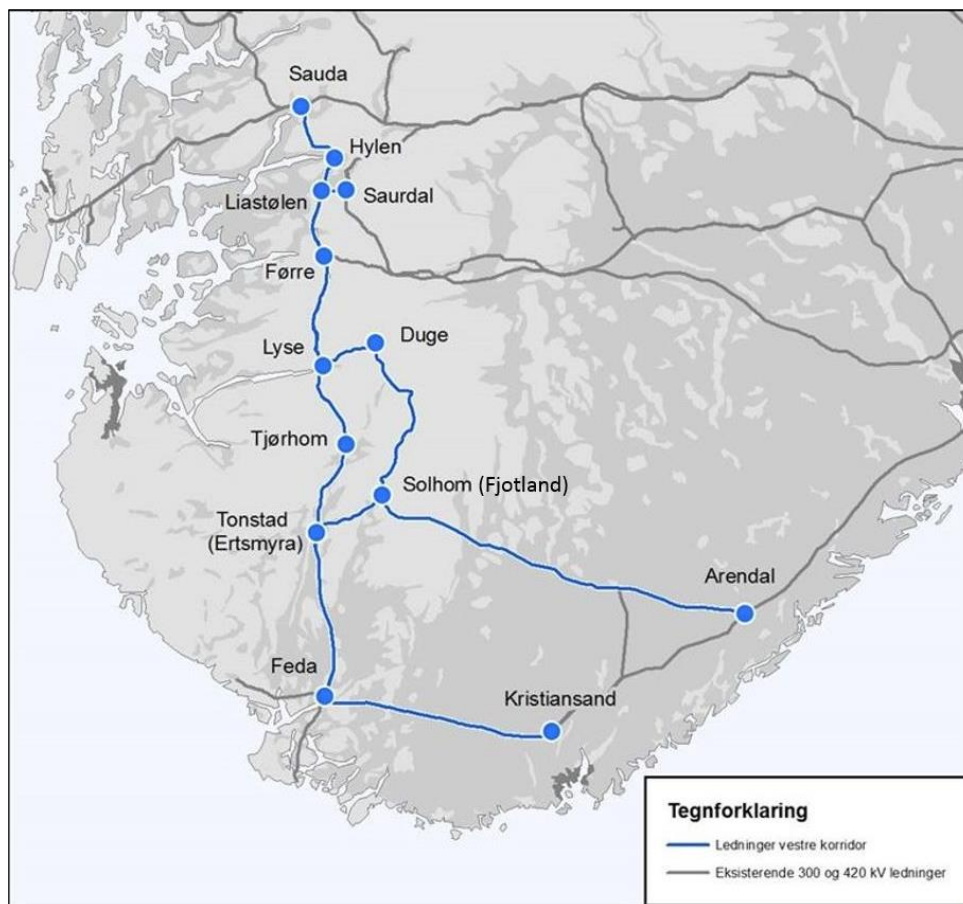 Sauda
Hylen
Liastølen
Saurdal
Førre
Duge
Lyse
Tjørhom
Solhom (Fjotland)
Tonstad
(Ertsmyra)
Arendal
Feda
Kristiansand
Tegnforklaring
Ledninger vestre korridor
Eksisterende 300 og 420 kV ledninger